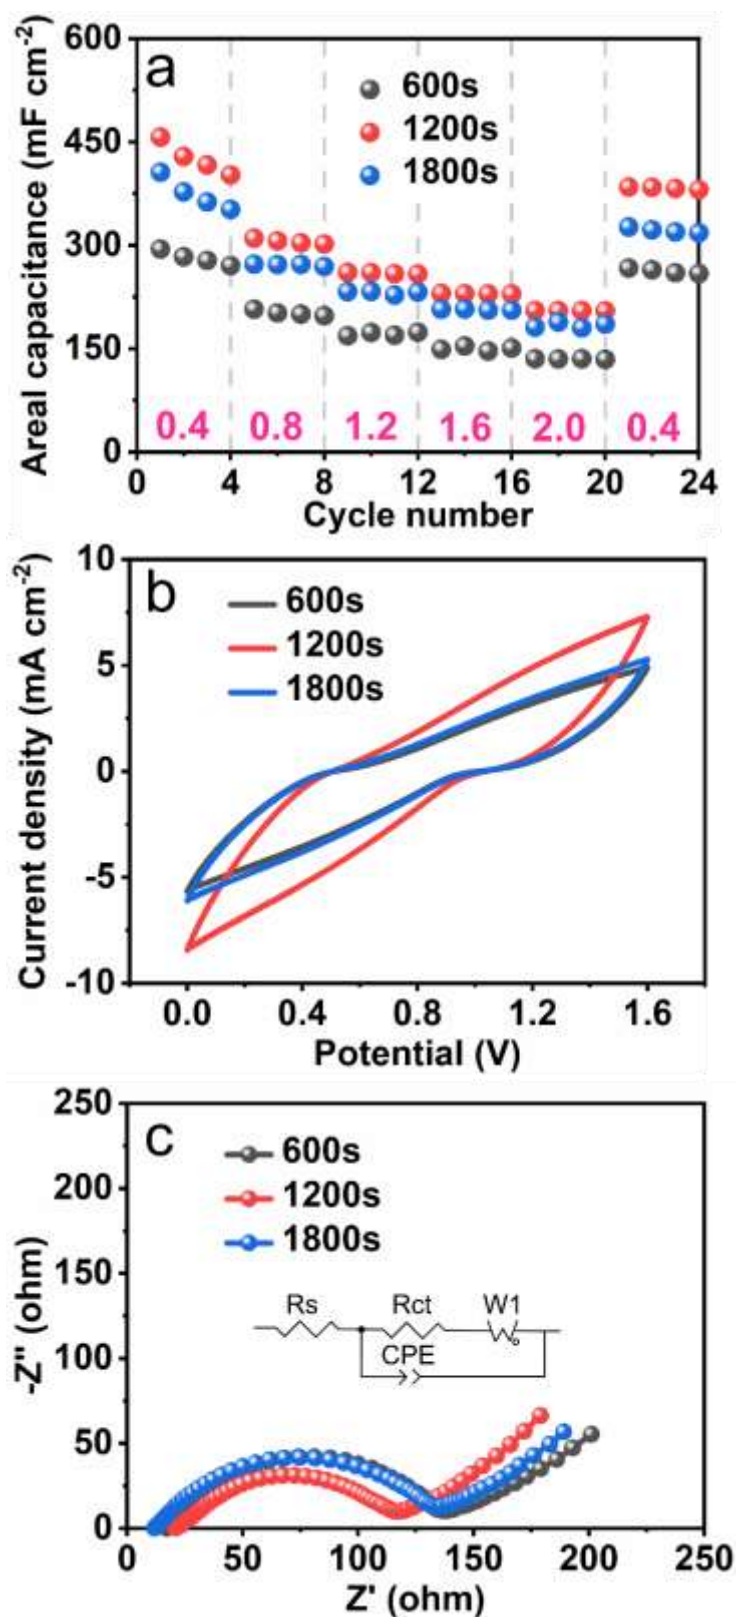 a
Areal capacitance (mF cm⁻²)
600
450
300
150
0
600s
1200s
1800s
0.4 0.8 1.2 1.6 2.0 0.4
0 4 8 12 16 20 24
Cycle number
b
Current density (mA cm⁻²)
10
5
0
-5
-10
600s
1200s
1800s
0.0 0.4 0.8 1.2 1.6
Potential (V)
c
-Z" (ohm)
250
200
150
100
50
0
600s
1200s
1800s
Rs Rct W1
CPE
0 50 100 150 200 250
Z' (ohm)